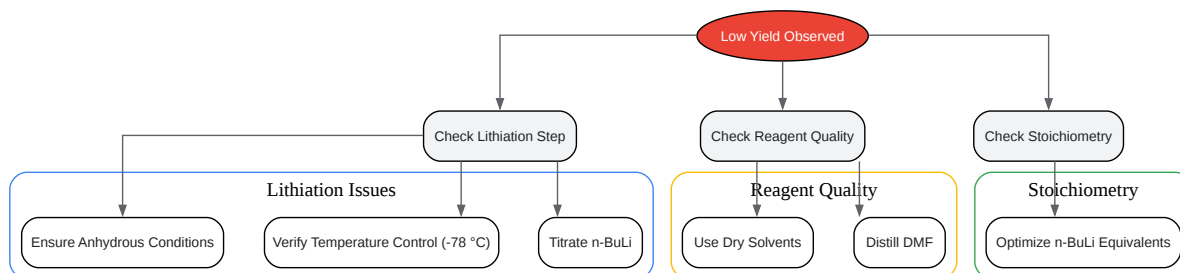 Low Yield Observed
Check Lithiation Step
Check Reagent Quality
Check Stoichiometry
Lithiation Issues
Reagent Quality
Stoichiometry
Ensure Anhydrous Conditions
Verify Temperature Control (-78 °C)
Titrate n-BuLi
Use Dry Solvents
Distill DMF
Optimize n-BuLi Equivalents